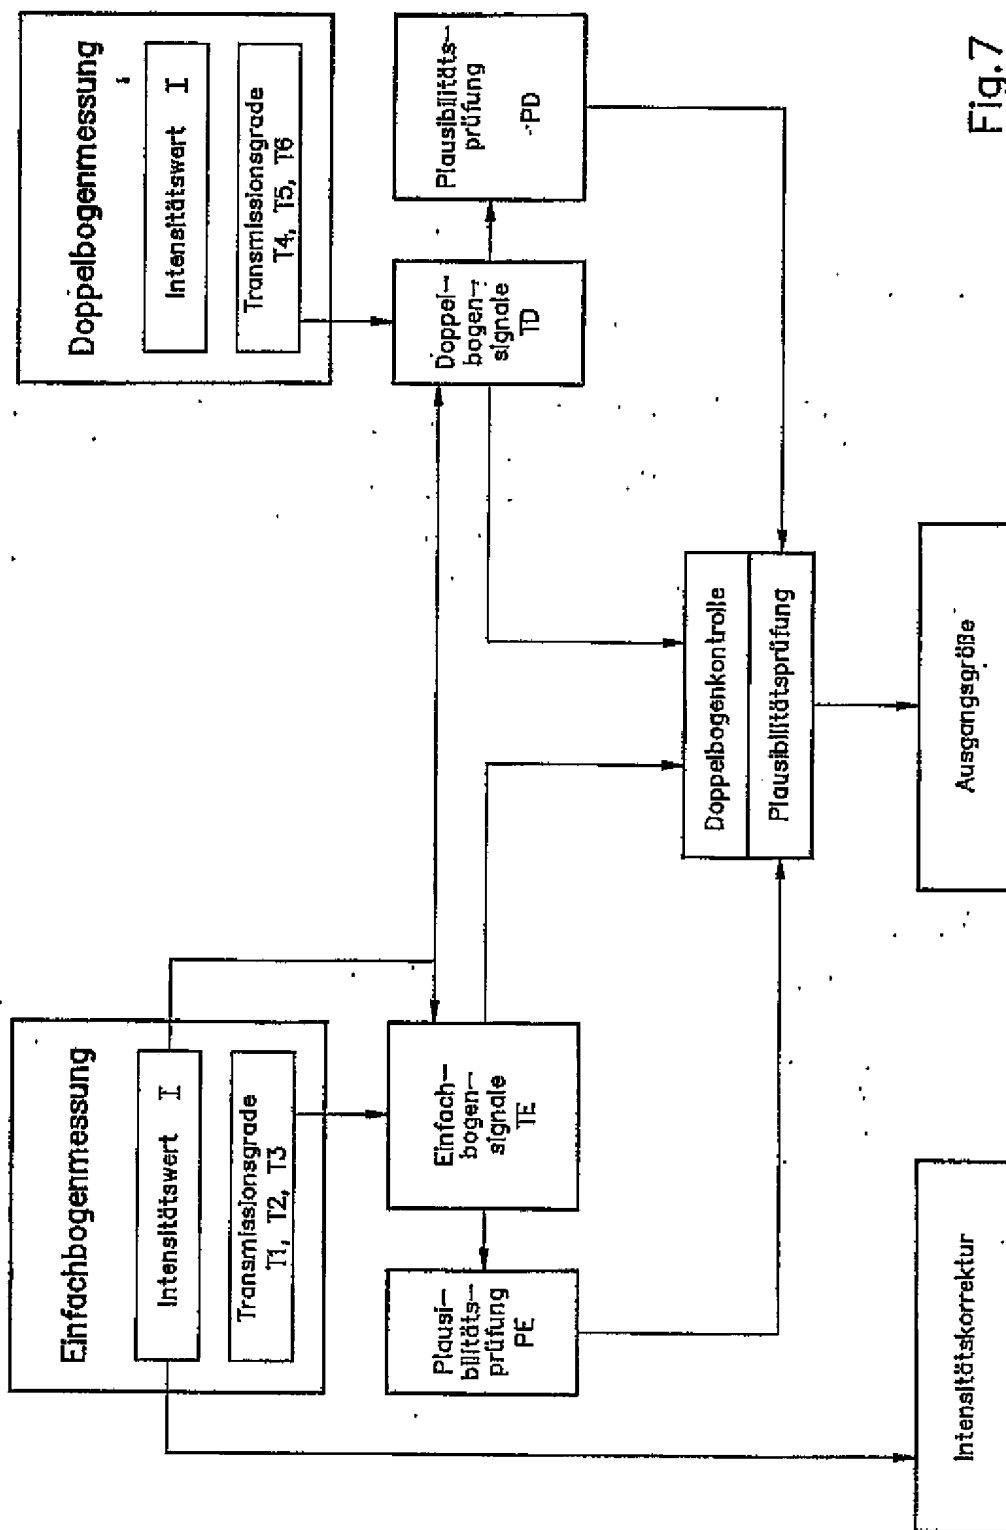 Einfachbogenmessung
Intensitätswert I
Transmissionsgrade
T1, T2, T3
Doppelbogenmessung
Intensitätswert I
Transmissionsgrade
T4, T5, T6
Plausi-
bilitäts-
prüfung
PE
Einfach-
bogen-
signale
TE
Doppel-
bogen-
signale
TD
Plausibilitäts-
prüfung
PD
Doppelbogenkontrolle
Plausibilitätsprüfung
Intensitätskorrektur
Ausgangsgröße
Fig.7